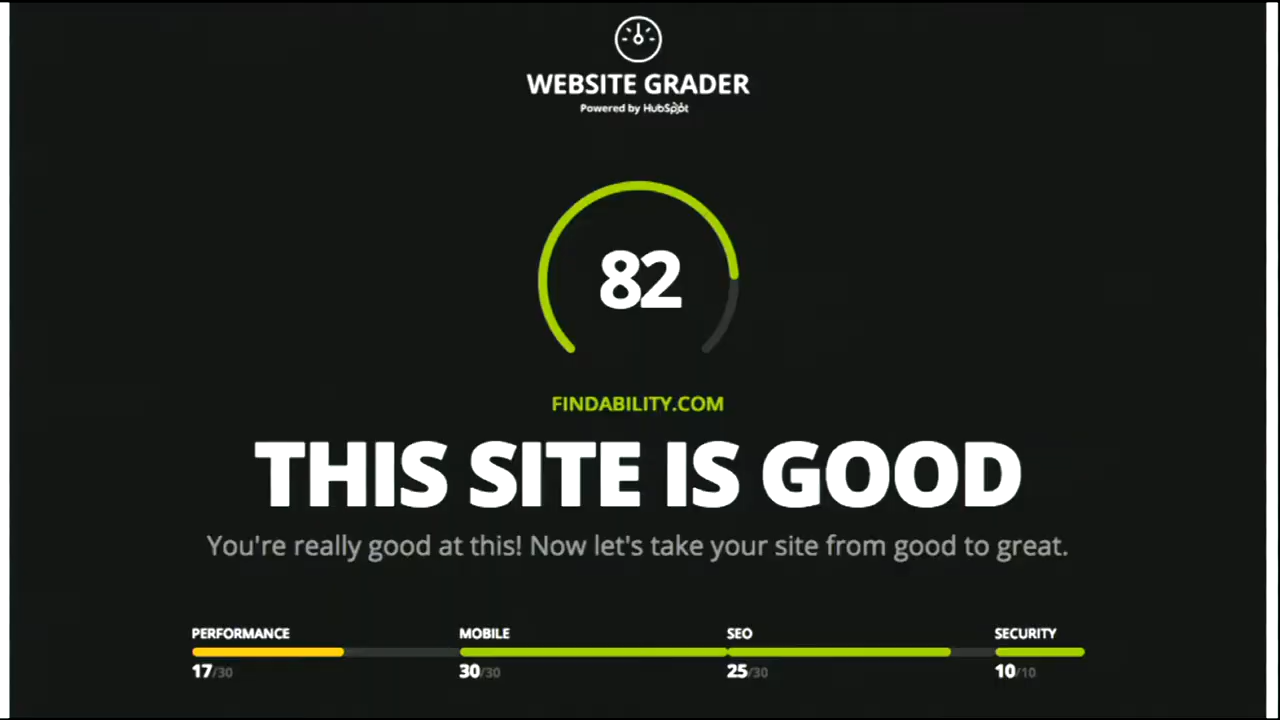 WEBSITE GRADER
Powered by HubSpot
82
FINDABILITY.COM
THIS SITE IS GOOD
You're really good at this! Now let's take your site from good to great.
PERFORMANCE MOBILE SEO SECURITY
17/30 30/30 25/30 10/10